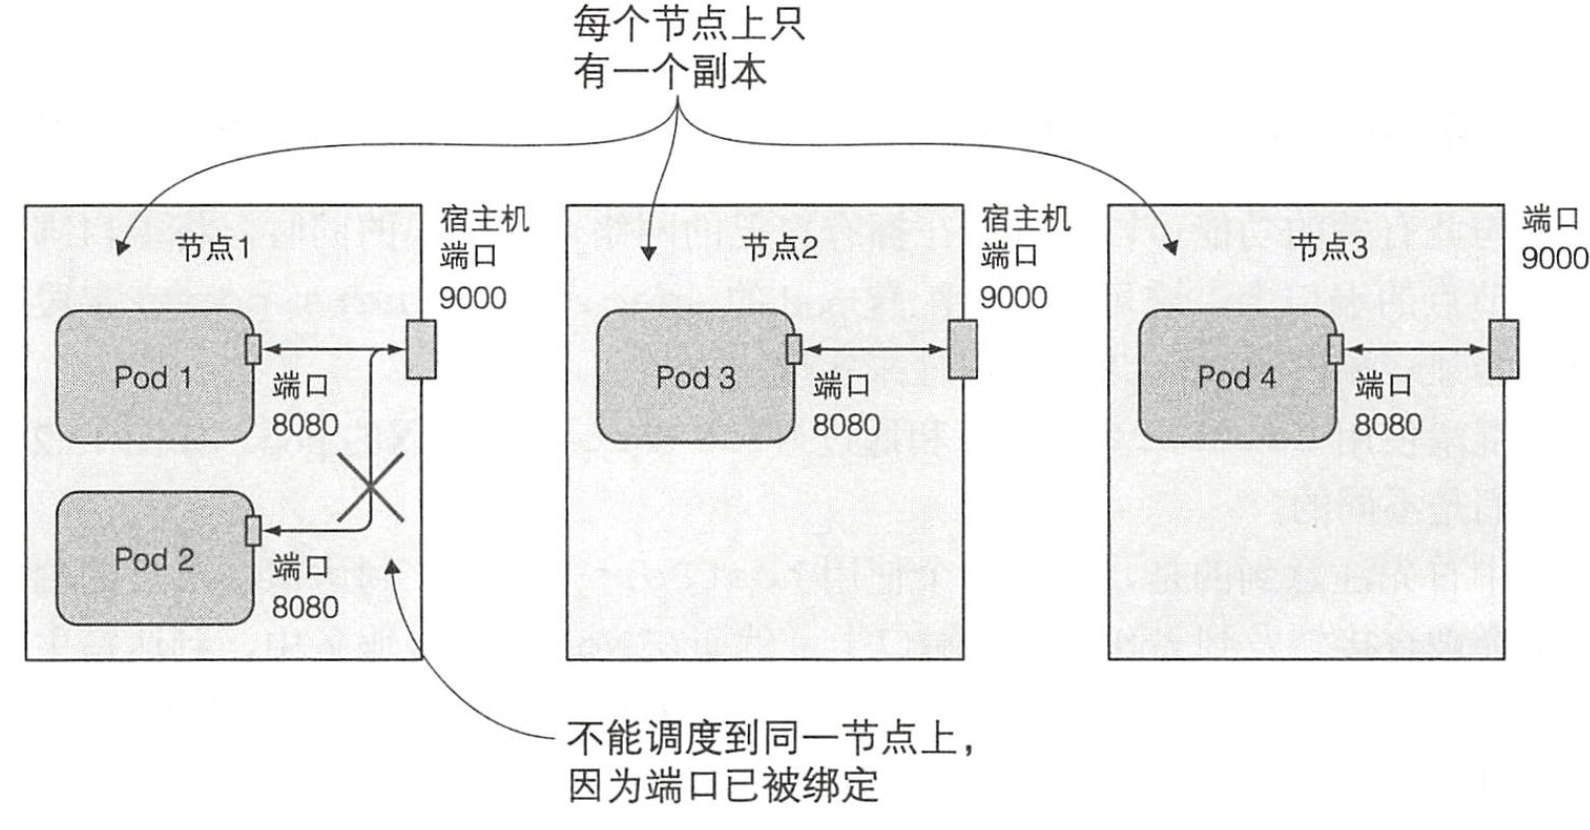 每个节点上只
有一个副本
节点1
宿主机
端口
9000
Pod 1
端口
8080
Pod 2
端口
8080
节点2
宿主机
端口
9000
Pod 3
端口
8080
节点3
端口
9000
Pod 4
端口
8080
不能调度到同一节点上，
因为端口已被绑定